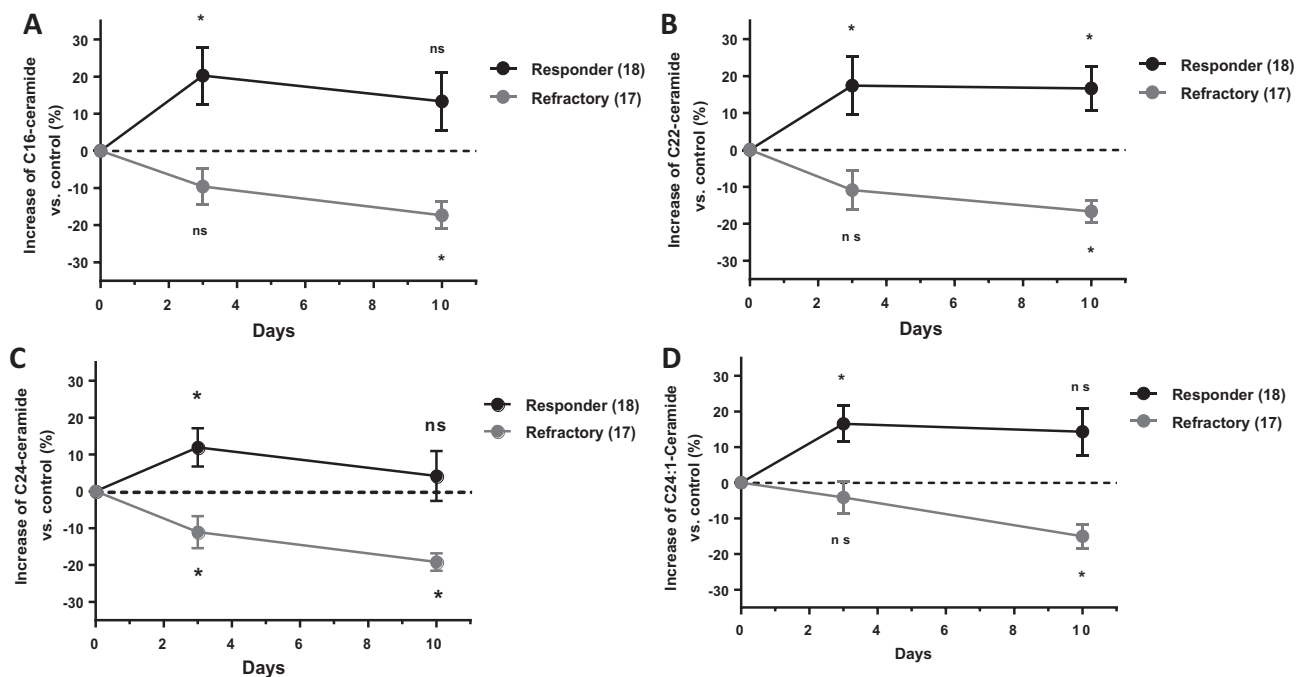 A
Increase of C16-ceramide
vs. control (%)
30
20
10
0
-10
-20
-30
*
ns
ns
*
0 2 4 6 8 10
Days
Responder (18)
Refractory (17)
B
Increase of C22-ceramide
vs. control (%)
30
20
10
0
-10
-20
-30
*
*
n s
*
0 2 4 6 8 10
Days
Responder (18)
Refractory (17)
C
Increase of C24-ceramide
vs. control (%)
30
20
10
0
-10
-20
-30
*
ns
*
*
0 2 4 6 8 10
Days
Responder (18)
Refractory (17)
D
Increase of C24:1-Ceramide
vs. control (%)
30
20
10
0
-10
-20
-30
*
n s
n s
*
0 2 4 6 8 10
Days
Responder (18)
Refractory (17)